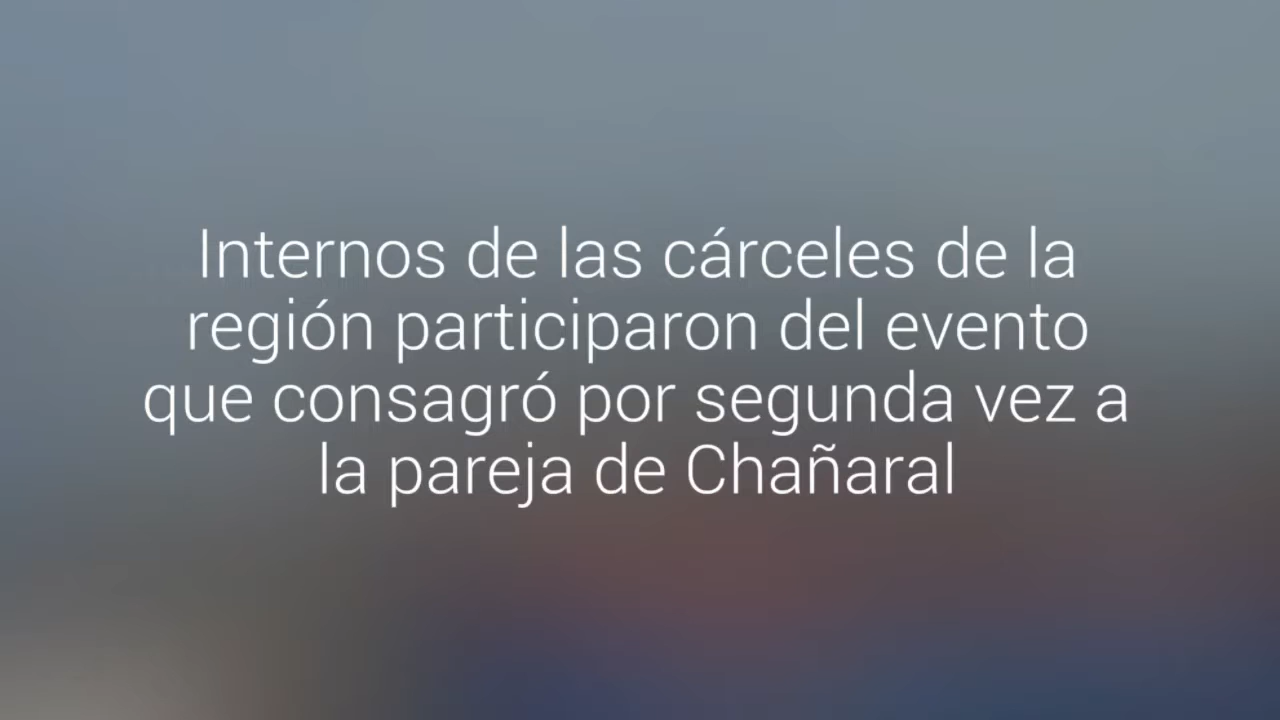 Internos de las cárceles de la
región participaron del evento
que consagró por segunda vez a
la pareja de Chañaral